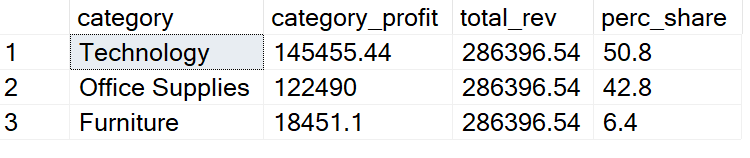 category category_profit total_rev perc_share
1 Technology 145455.44 286396.54 50.8
2 Office Supplies 122490 286396.54 42.8
3 Furniture 18451.1 286396.54 6.4